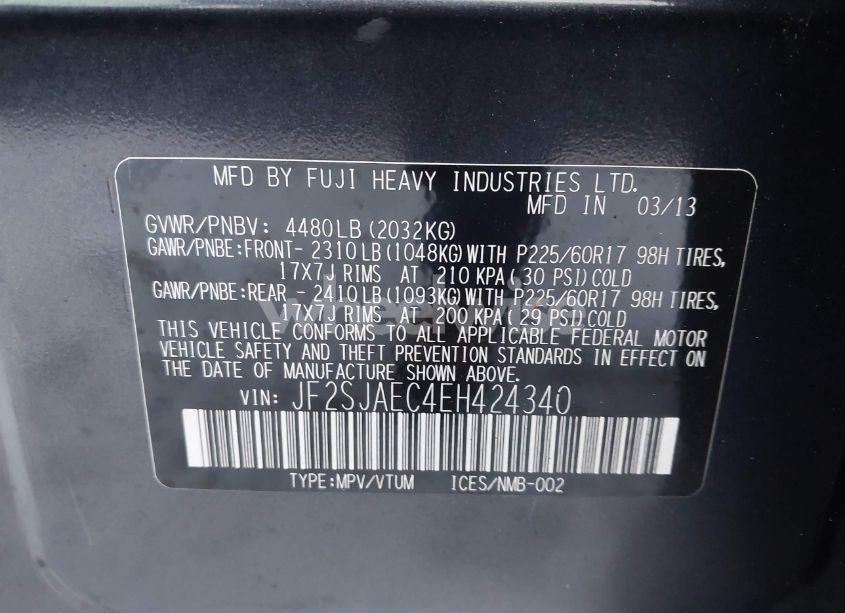 MFD BY FUJI HEAVY INDUSTRIES LTD.
MFD IN 03/13
GVWR/PNBV: 4480LB(2032KG)
GAWR/PNBE:FRONT- 2310LB(1048KG)WITH P225/60R17 98H TIRES,
17X7J RIMS AT 210 KPA(30 PSI)COLD
GAWR/PNBE:REAR - 2410LB(1093KG)WITH P225/60R17 98H TIRES,
17X7J RIMS AT 200 KPA(29 PSI)COLD
THIS VEHICLE CONFORMS TO ALL APPLICABLE FEDERAL MOTOR
VEHICLE SAFETY AND THEFT PREVENTION STANDARDS IN EFFECT ON
THE DATE OF MANUFACTURE SHOWN ABOVE.
VIN: JF2SJAEC4EH424340
TYPE:MPV/VTUM ICES/NMB-002